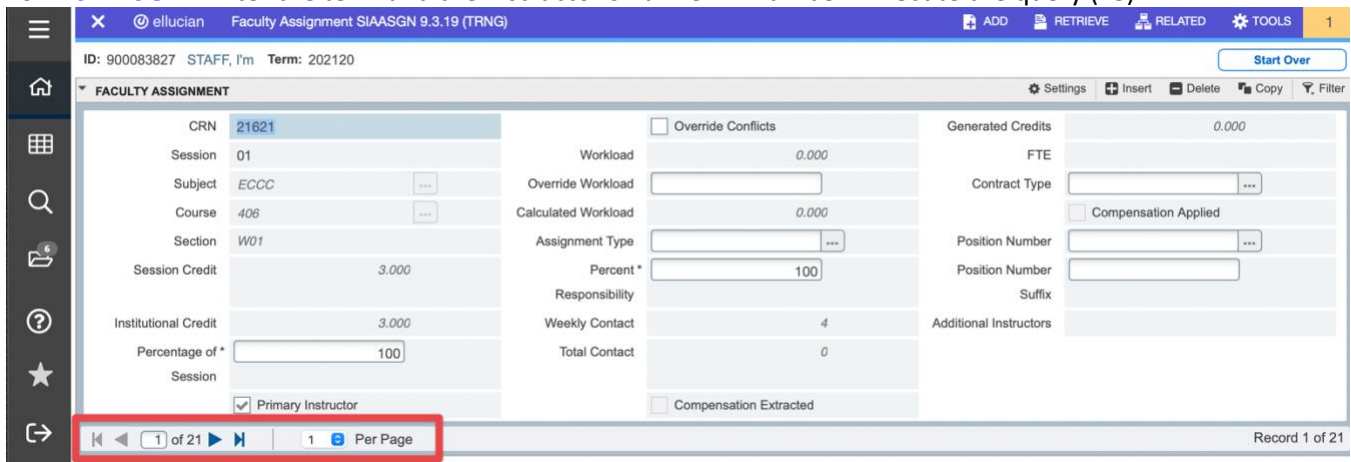 ellucian Faculty Assignment SIAASGN 9.3.19 (TRNG) ADD RETRIEVE RELATED TOOLS 1
ID: 900083827 STAFF, I'm Term: 202120 Start Over
FACULTY ASSIGNMENT Settings Insert Delete Copy Filter
CRN 21621 Override Conflicts Generated Credits 0.000
Session 01 Workload 0.000 FTE
Subject ECCC ... Override Workload Contract Type ...
Course 406 ... Calculated Workload 0.000 Compensation Applied
Section W01 Assignment Type ... Position Number ...
Session Credit 3.000 Percent * 100 Position Number
Responsibility Suffix
Institutional Credit 3.000 Weekly Contact 4 Additional Instructors
Percentage of * 100 Total Contact 0
Session
Primary Instructor Compensation Extracted
1 of 21 1 Per Page Record 1 of 21
6